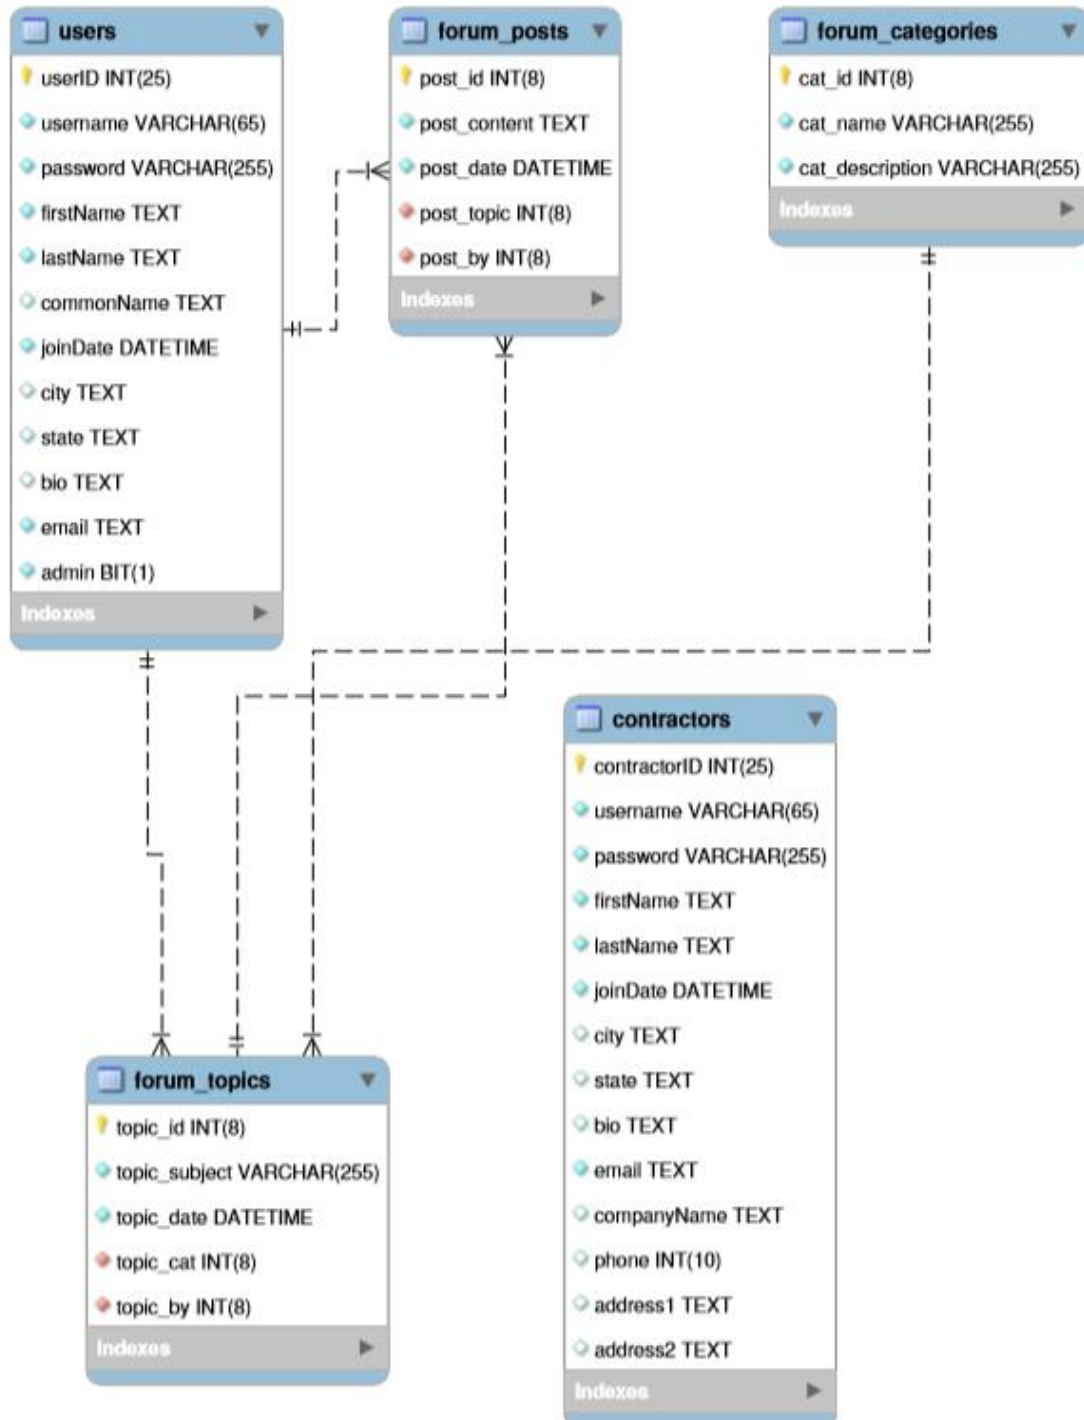 users
userID INT(25)
username VARCHAR(65)
password VARCHAR(255)
firstName TEXT
lastName TEXT
commonName TEXT
joinDate DATETIME
city TEXT
state TEXT
bio TEXT
email TEXT
admin BIT(1)
Indexes
forum_posts
post_id INT(8)
post_content TEXT
post_date DATETIME
post_topic INT(8)
post_by INT(8)
Indexes
forum_categories
cat_id INT(8)
cat_name VARCHAR(255)
cat_description VARCHAR(255)
Indexes
forum_topics
topic_id INT(8)
topic_subject VARCHAR(255)
topic_date DATETIME
topic_cat INT(8)
topic_by INT(8)
Indexes
contractors
contractorID INT(25)
username VARCHAR(65)
password VARCHAR(255)
firstName TEXT
lastName TEXT
joinDate DATETIME
city TEXT
state TEXT
bio TEXT
email TEXT
companyName TEXT
phone INT(10)
address1 TEXT
address2 TEXT
Indexes